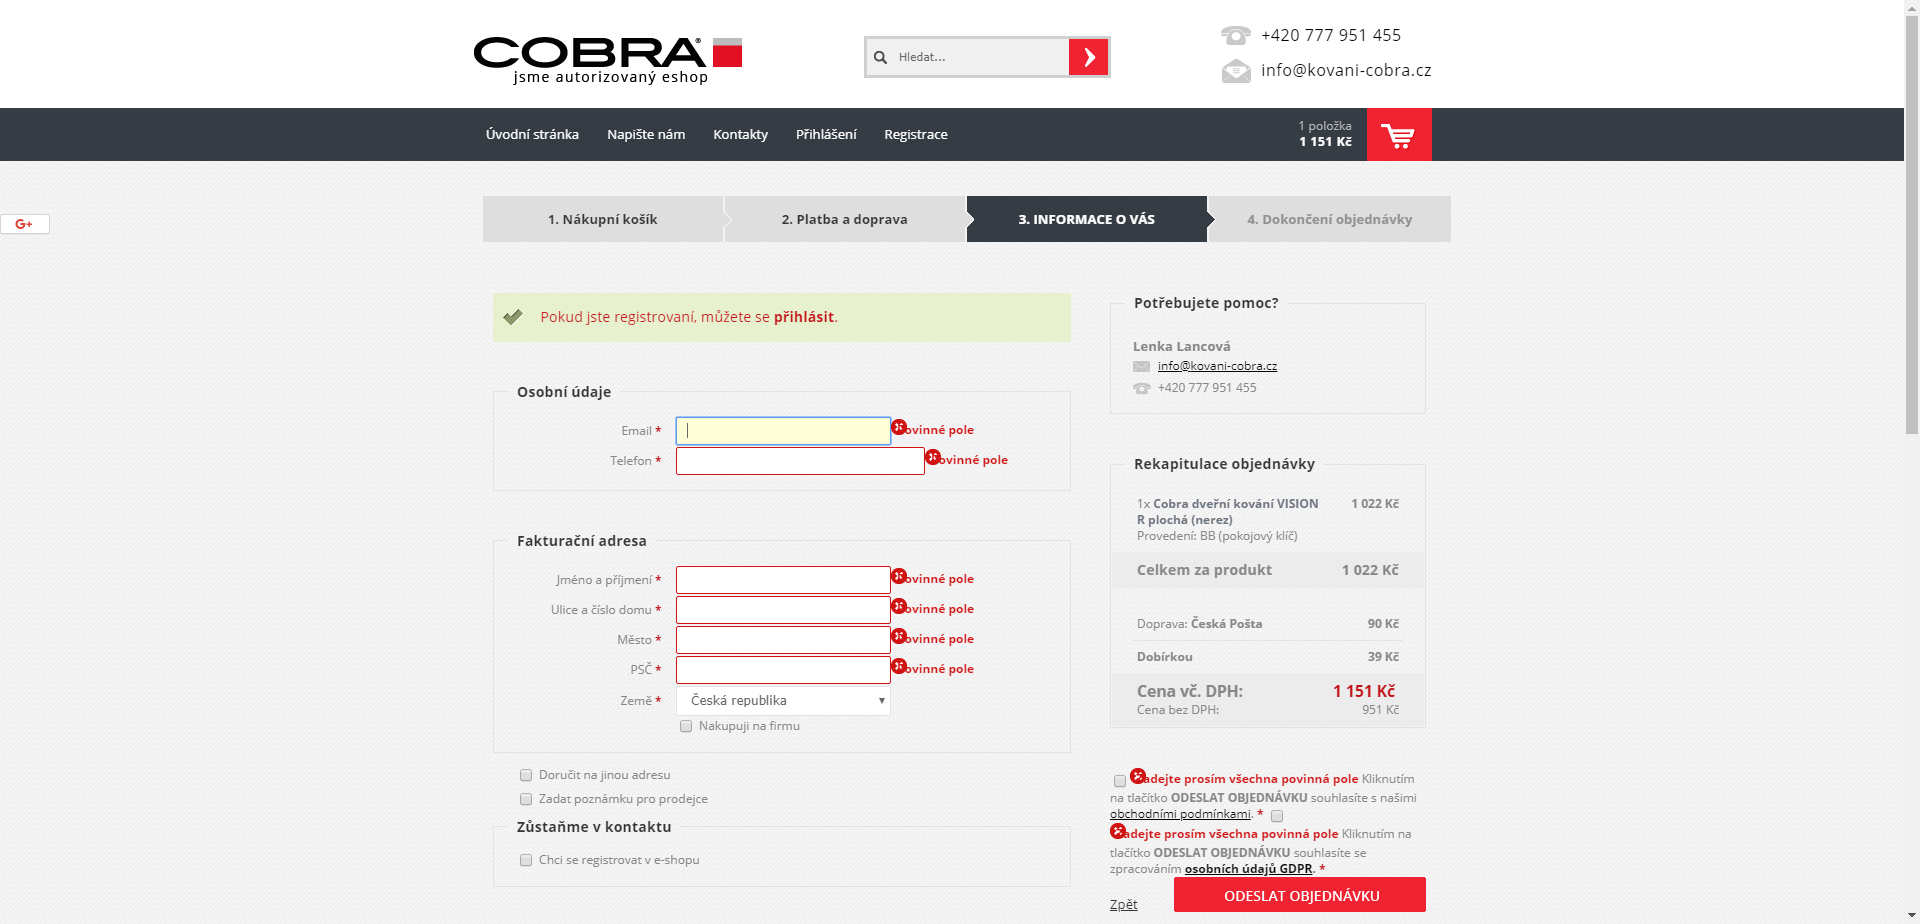 COBRA®
jsme autorizovaný eshop
Hledat...
+420 777 951 455
info@kovani-cobra.cz
Úvodní stránka
Napište nám
Kontakty
Přihlášení
Registrace
1 položka
1 151 Kč
G+
1. Nákupní košík
2. Platba a doprava
3. INFORMACE O VÁS
4. Dokončení objednávky
Pokud jste registrovaní, můžete se přihlásit.
Osobní údaje
Email * ovinné pole
Telefon * ovinné pole
Fakturační adresa
Jméno a příjmení * ovinné pole
Ulice a číslo domu * ovinné pole
Město * ovinné pole
PSČ * ovinné pole
Země * Česká republika
Nakupuji na firmu
Doručit na jinou adresu
Zadat poznámku pro prodejce
Zůstaňme v kontaktu
Chci se registrovat v e-shopu
Potřebujete pomoc?
Lenka Lancová
info@kovani-cobra.cz
+420 777 951 455
Rekapitulace objednávky
1x Cobra dveřní kování VISION 1 022 Kč
R plochá (nerez)
Provedení: BB (pokojový klíč)
Celkem za produkt 1 022 Kč
Doprava: Česká Pošta 90 Kč
Dobírkou 39 Kč
Cena vč. DPH: 1 151 Kč
Cena bez DPH: 951 Kč
adejte prosím všechna povinná pole Kliknutím
na tlačítko ODESLAT OBJEDNÁVKU souhlasíte s našimi
obchodními podmínkami. *
adejte prosím všechna povinná pole Kliknutím na
tlačítko ODESLAT OBJEDNÁVKU souhlasíte se
zpracováním osobních údajů GDPR. *
Zpět
ODESLAT OBJEDNÁVKU